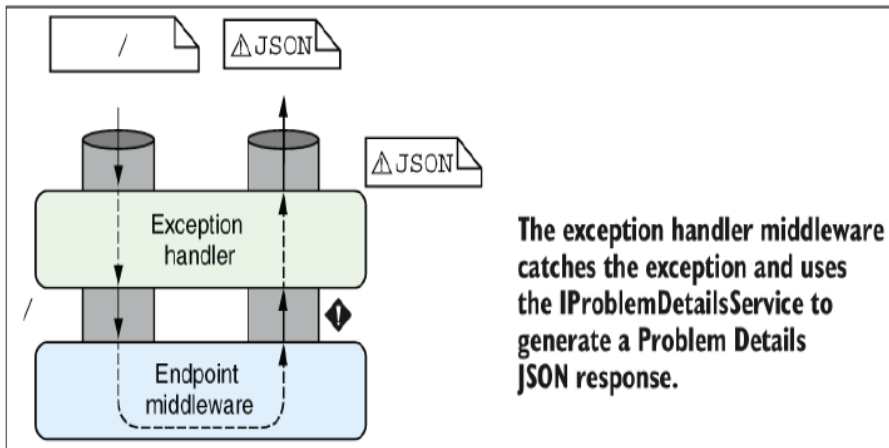 /
⚠JSON
⚠JSON
Exception
handler
/
Endpoint
middleware
The exception handler middleware
catches the exception and uses
the IProblemDetailsService to
generate a Problem Details
JSON response.